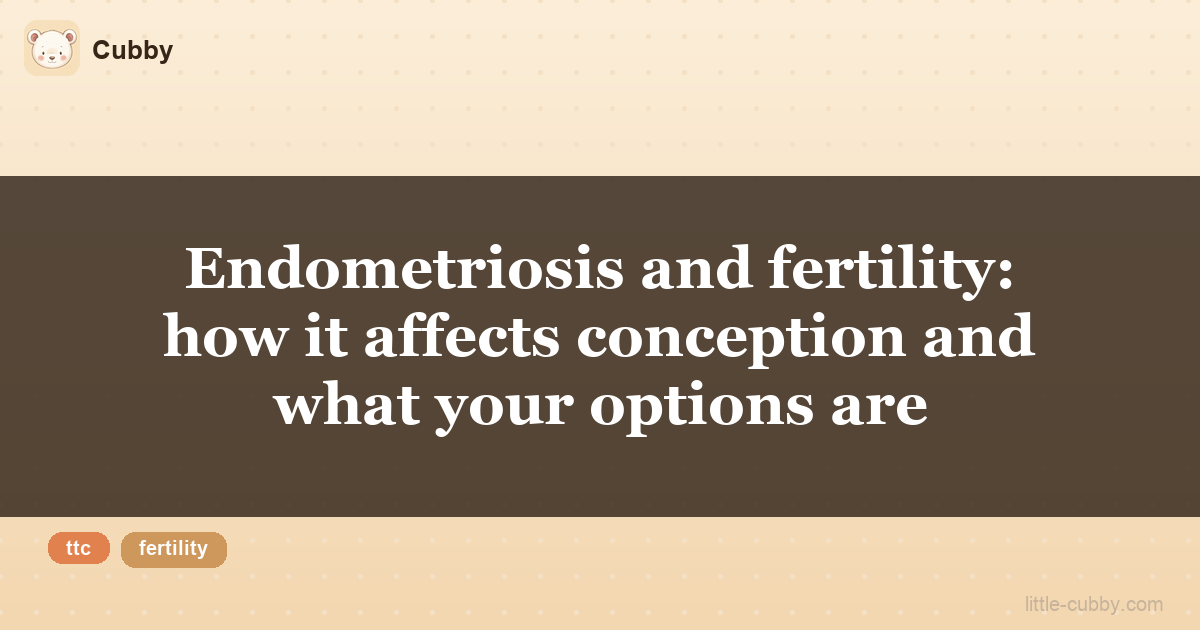 Cubby
Endometriosis and fertility:
how it affects conception and
what your options are
ttc
fertility
little-cubby.com